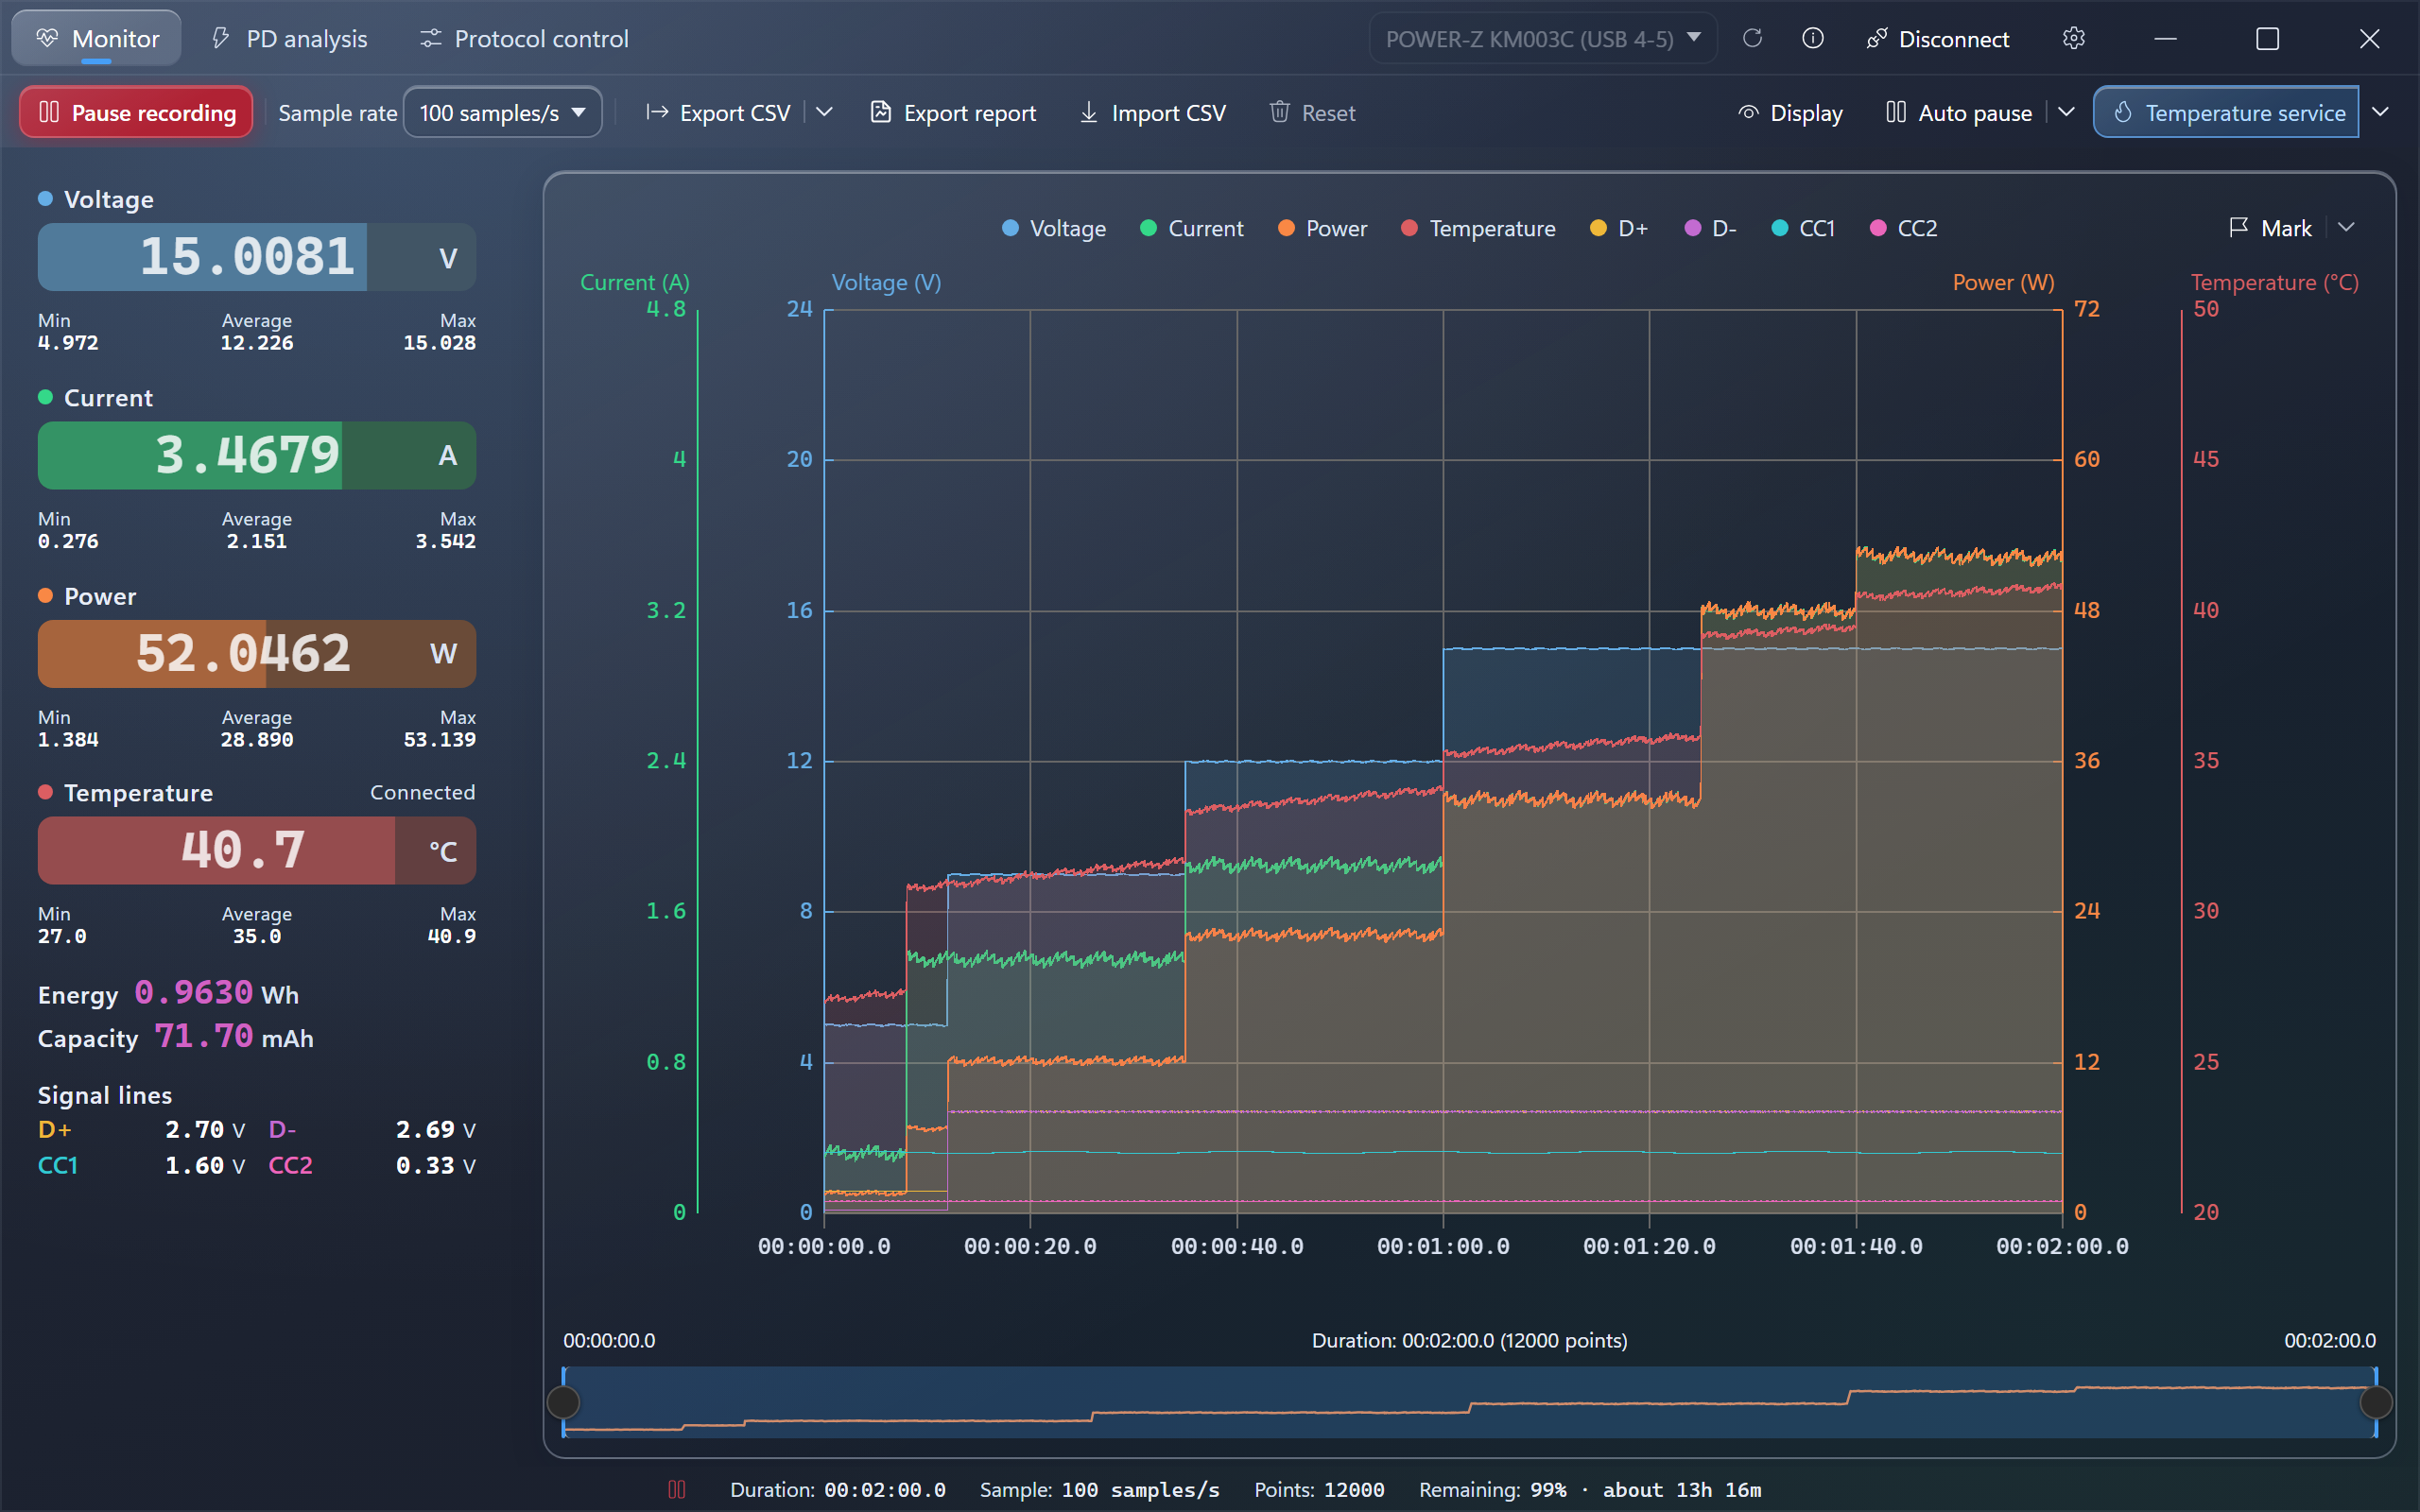 Monitor PD analysis Protocol control POWER-Z KM003C (USB 4-5) Disconnect
Pause recording Sample rate 100 samples/s Export CSV Export report Import CSV Reset Display Auto pause Temperature service
Voltage
15.0081 V
Min Average Max
4.972 12.226 15.028
Current
3.4679 A
Min Average Max
0.276 2.151 3.542
Power
52.0462 W
Min Average Max
1.384 28.890 53.139
Temperature Connected
40.7 °C
Min Average Max
27.0 35.0 40.9
Energy 0.9630 Wh
Capacity 71.70 mAh
Signal lines
D+ 2.70 V D- 2.69 V
CC1 1.60 V CC2 0.33 V
Voltage Current Power Temperature D+ D- CC1 CC2 Mark
Current (A) Voltage (V) Power (W) Temperature (°C)
4.8 24 72 50
4 20 60 45
3.2 16 48 40
2.4 12 36 35
1.6 8 24 30
0.8 4 12 25
0 0 0 20
00:00:00.0 00:00:20.0 00:00:40.0 00:01:00.0 00:01:20.0 00:01:40.0 00:02:00.0
00:00:00.0 Duration: 00:02:00.0 (12000 points) 00:02:00.0
Duration: 00:02:00.0 Sample: 100 samples/s Points: 12000 Remaining: 99% · about 13h 16m